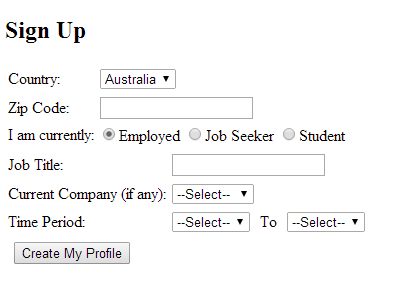 Sign Up
Country: Australia
Zip Code:
I am currently: Employed Job Seeker Student
Job Title:
Current Company (if any): --Select--
Time Period: --Select-- To --Select--
Create My Profile